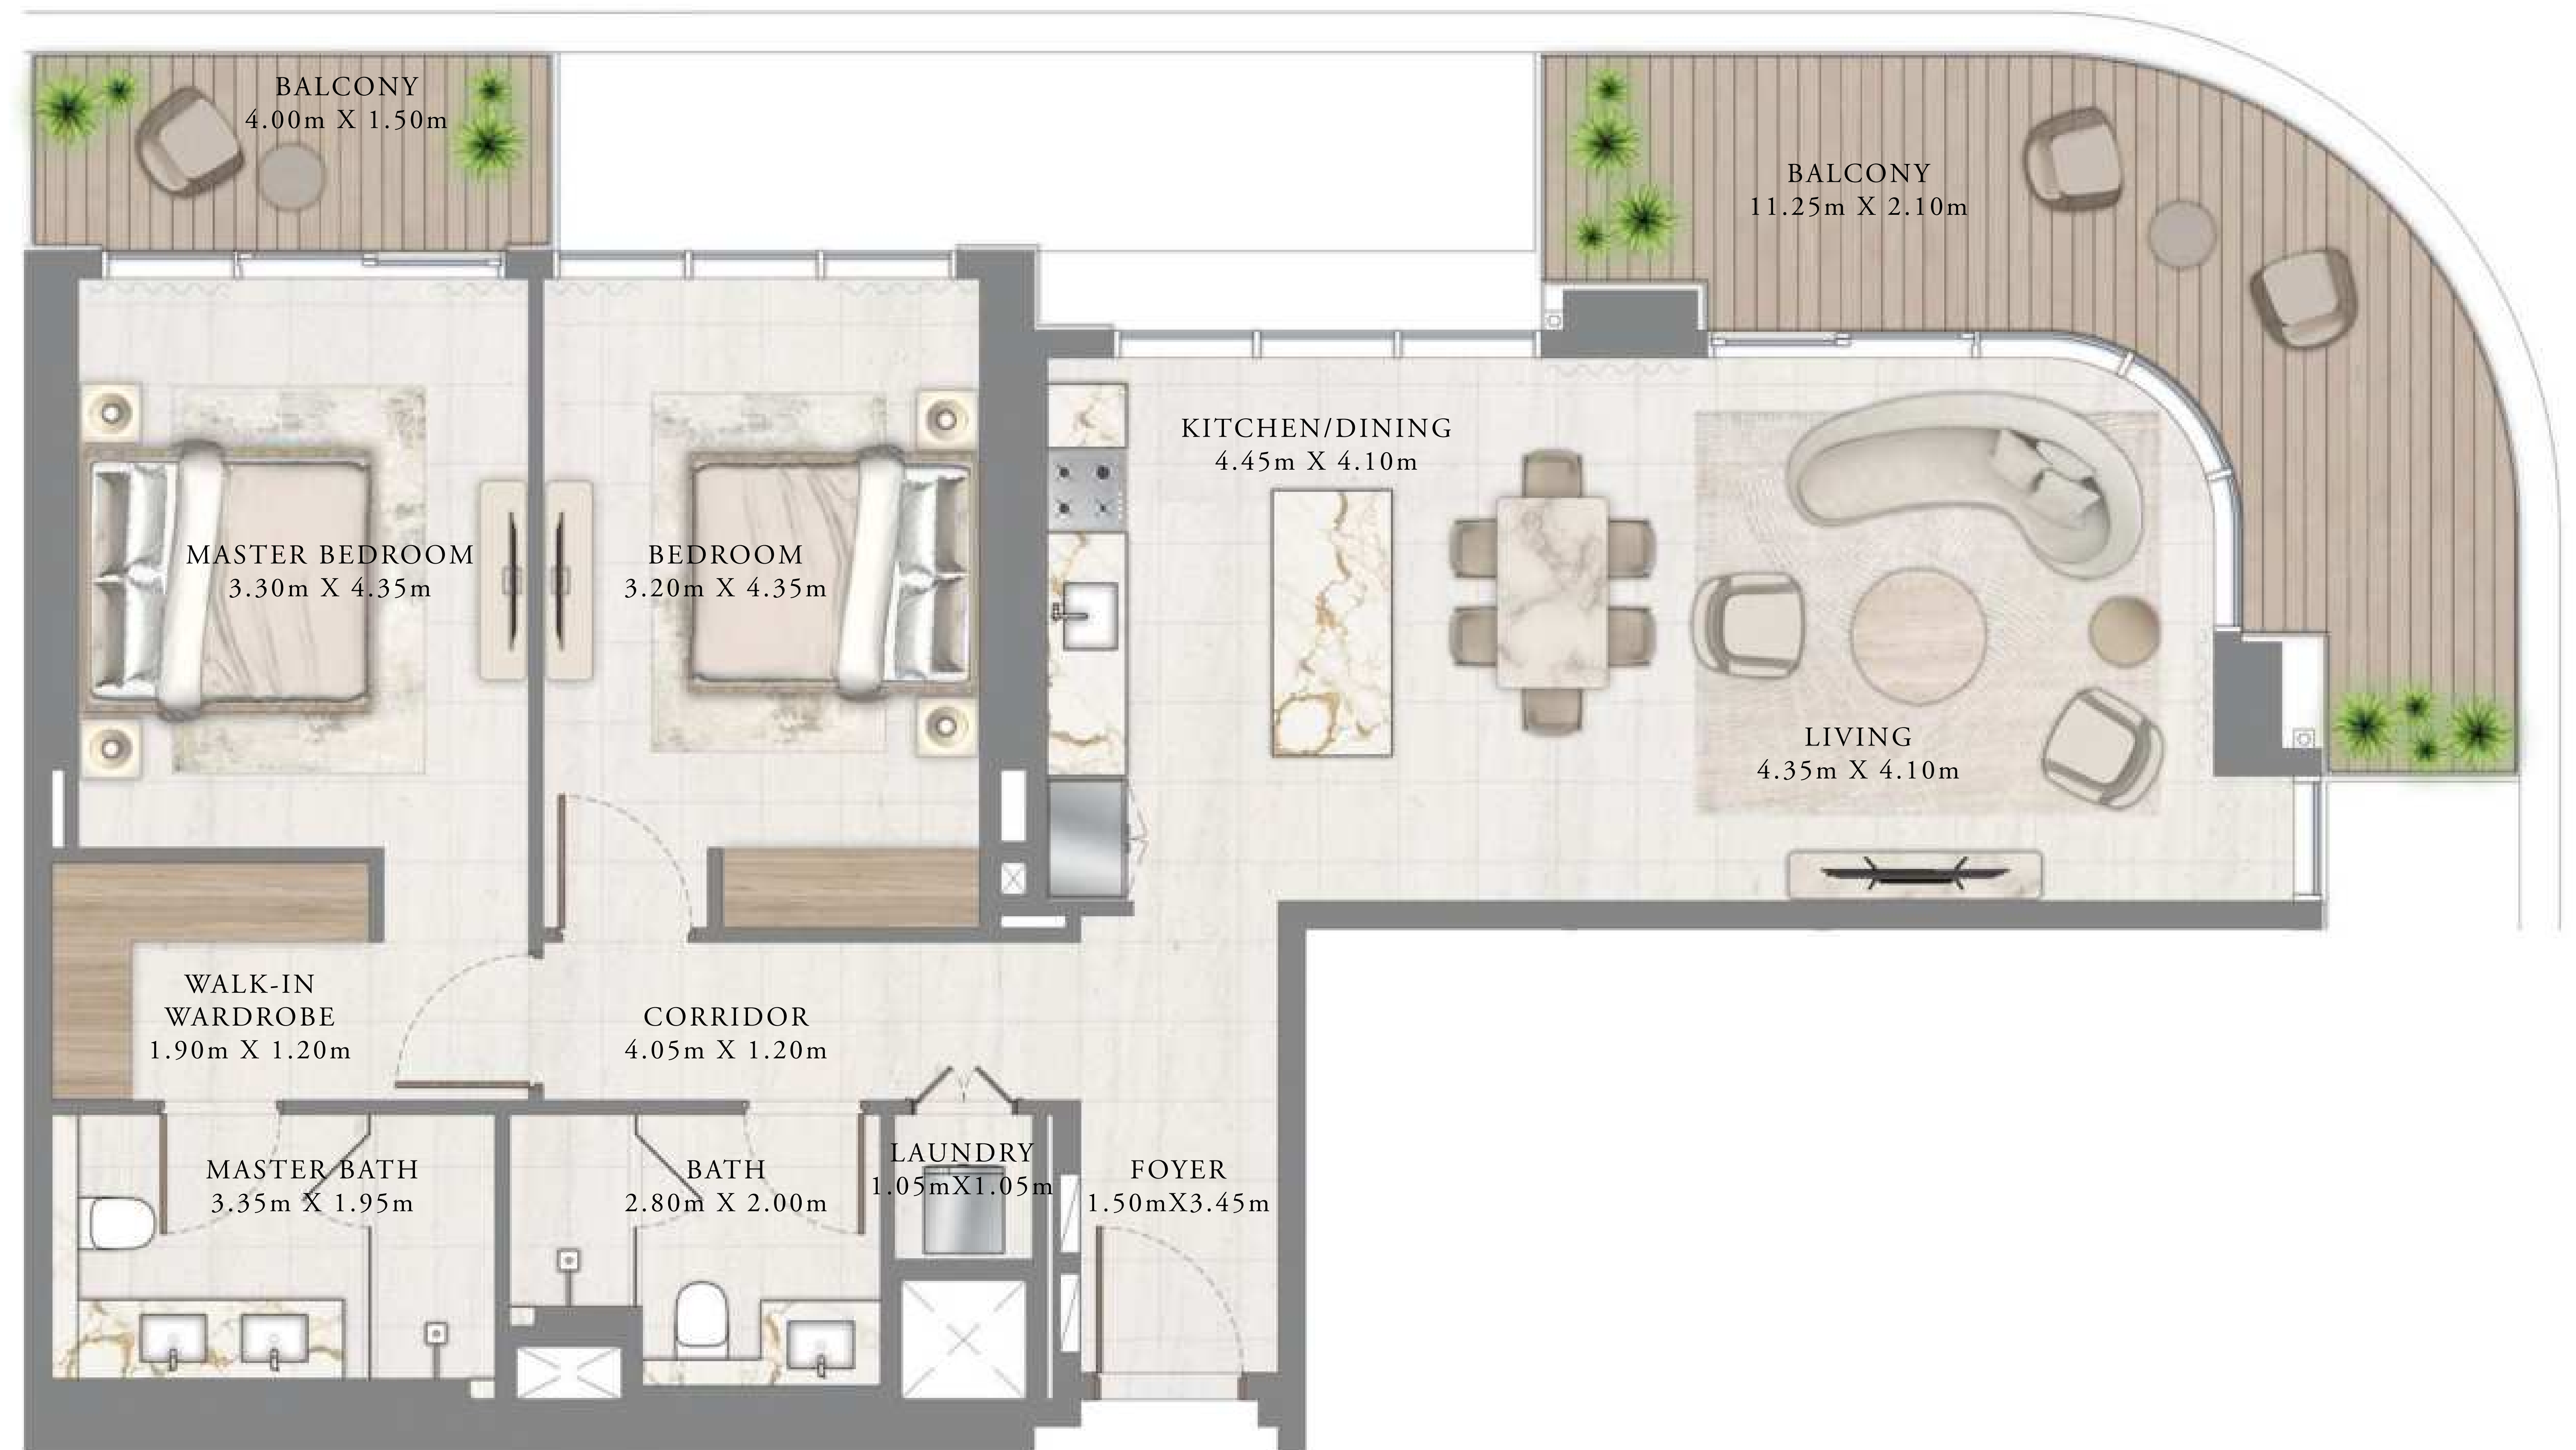 BALCONY
4.00m X 1.50m
BALCONY
11.25m X 2.10m
KITCHEN/DINING
4.45m X 4.10m
MASTER BEDROOM
3.30m X 4.35m
BEDROOM
3.20m X 4.35m
LIVING
4.35m X 4.10m
WALK-IN
WARDROBE
1.90m X 1.20m
CORRIDOR
4.05m X 1.20m
MASTER BATH
3.35m X 1.95m
BATH
2.80m X 2.00m
LAUNDRY
1.05mX1.05m
FOYER
1.50mX3.45m